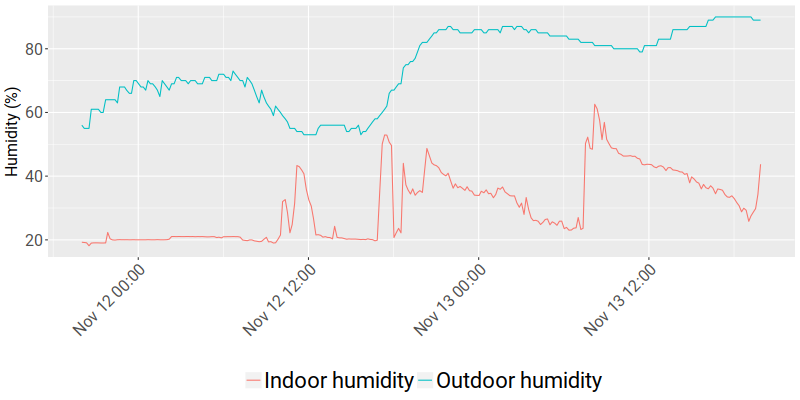 Humidity (%)
80
60
40
20
Nov 12 00:00
Nov 12 12:00
Nov 13 00:00
Nov 13 12:00
Indoor humidity
Outdoor humidity